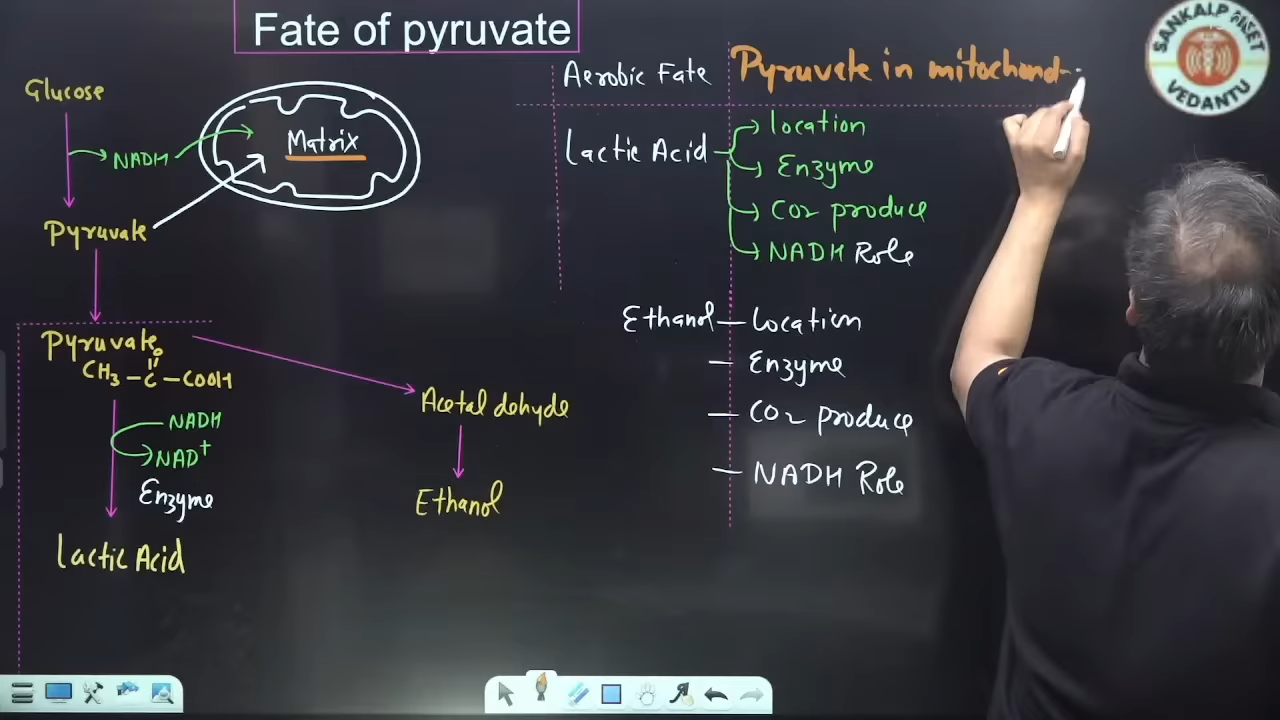 Fate of pyruvate
SANKALP NEET
VEDANTU
Glucose
NADH
Matrix
Pyruvate
Pyruvate
O
CH3 – C – COOH
NADH
NAD+
Enzyme
Lactic Acid
Acetaldehyde
Ethanol
Aerobic Fate
Pyruvate in mitochond
Lactic Acid
location
Enzyme
CO2 produce
NADH Role
Ethanol – Location
– Enzyme
– CO2 produce
– NADH Role